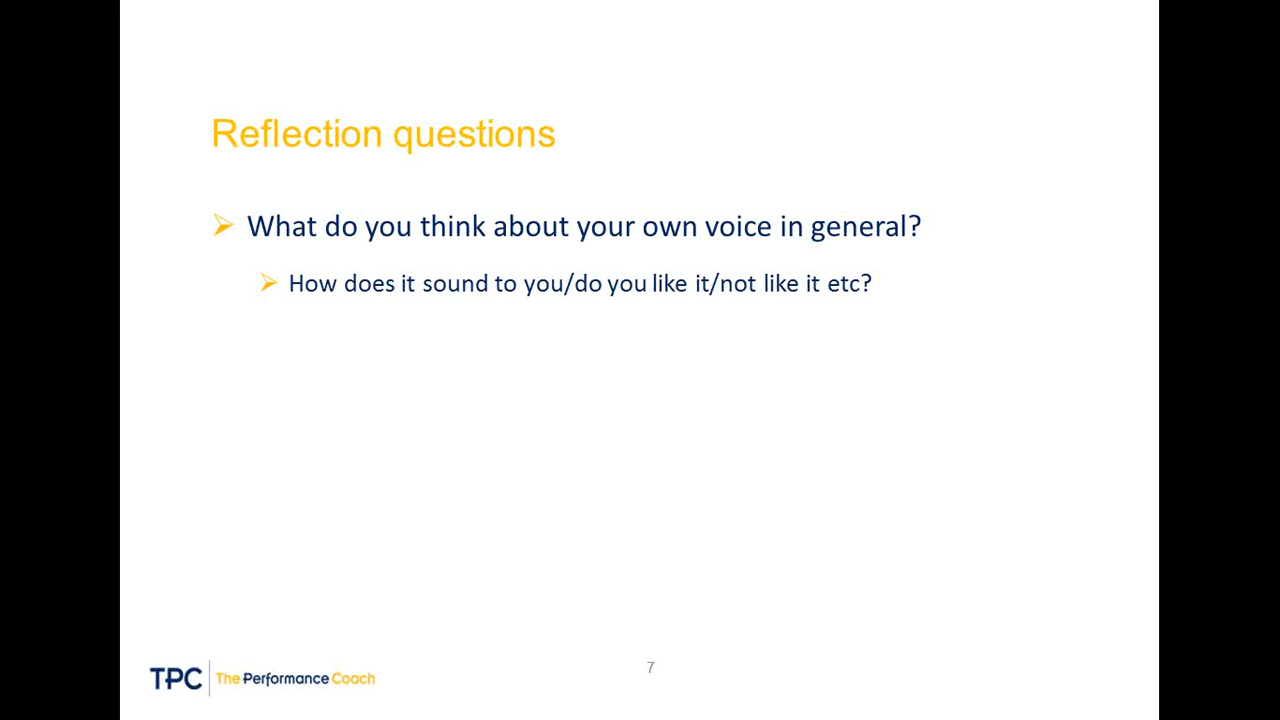 Reflection questions
What do you think about your own voice in general?
How does it sound to you/do you like it/not like it etc?
TPC The Performance Coach
7